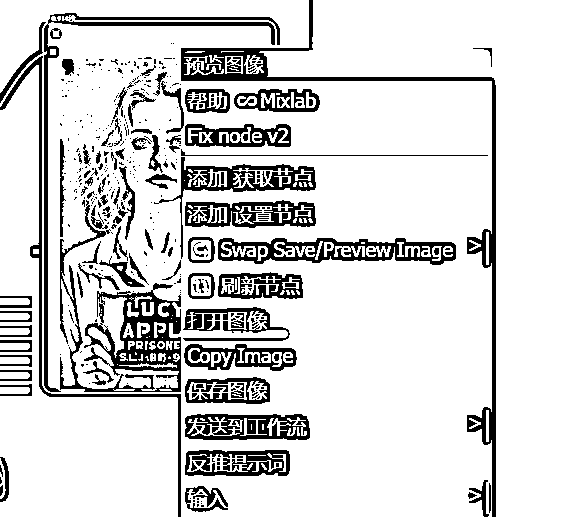 预览图像
帮助 ∞ Mixlab
Fix node v2
添加 获取节点
添加 设置节点
Swap Save/Preview Image >
刷新节点
打开图像
Copy Image
保存图像
发送到工作流 >
反推提示词
输入 >
LUCY
APPL
PRISONE